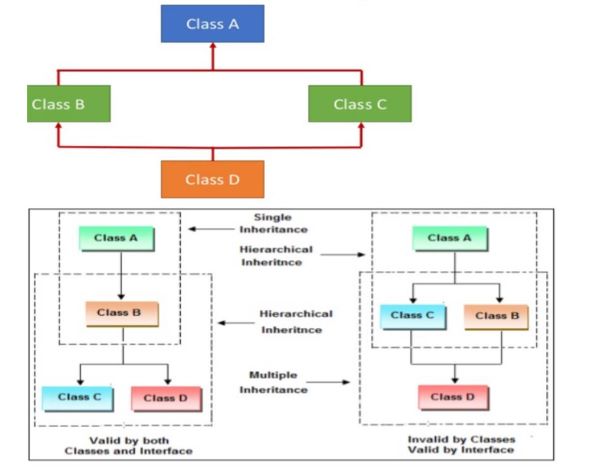 Class A
Class B
Class C
Class D
Single
Inheritance
Class A
Class A
Hierarchical
Inheritnce
Class B
Hierarchical
Inheritnce
Class C
Class B
Multiple
Inheritance
Class C
Class D
Class D
Valid by both
Classes and Interface
Invalid by Classes
Valid by Interface